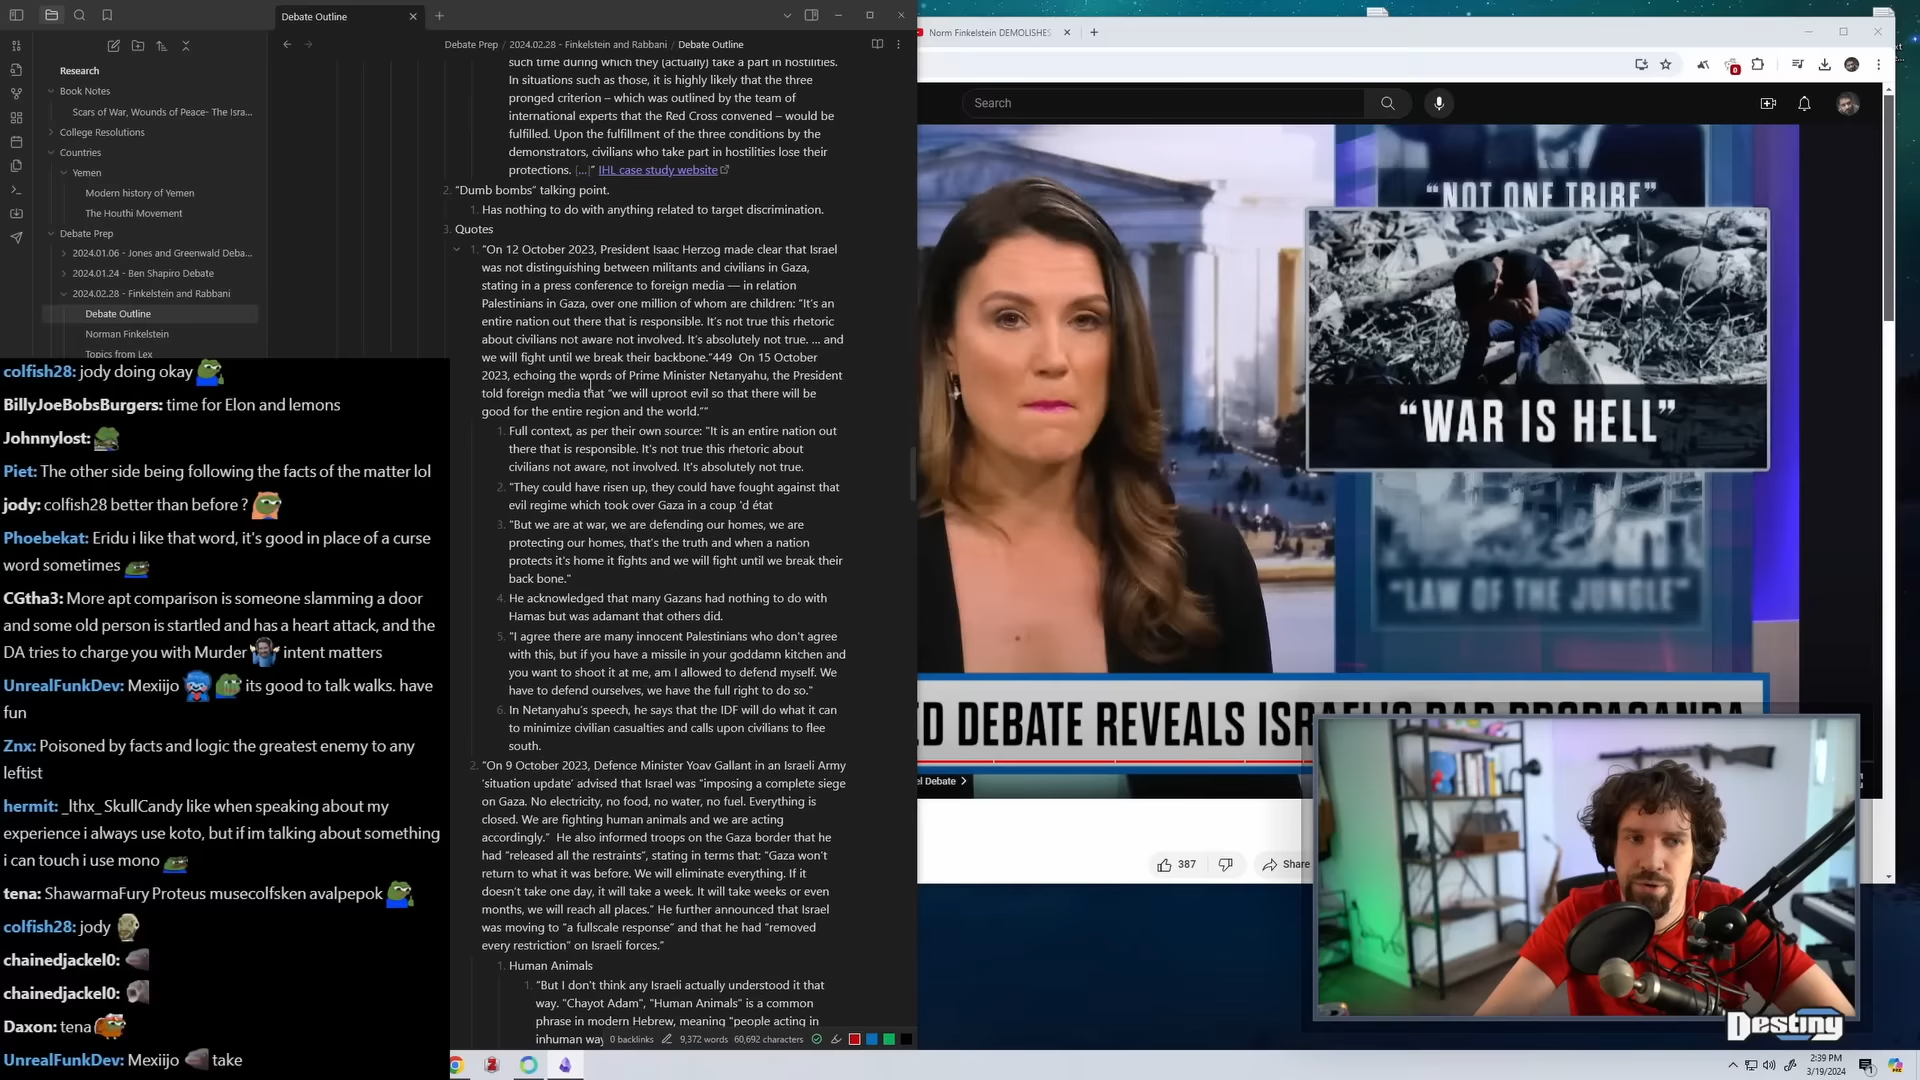 Debate Outline
Debate Prep / 2024.02.28 - Finkelstein and Rabbani / Debate Outline
Research
Book Notes
Scars of War, Wounds of Peace- The Isra...
College Resolutions
Countries
Yemen
Modern history of Yemen
The Houthi Movement
Debate Prep
2024.01.06 - Jones and Greenwald Deba...
2024.01.24 - Ben Shapiro Debate
2024.02.28 - Finkelstein and Rabbani
Debate Outline
Norman Finkelstein
Topics from Lex
such time during which they (actually) take a part in hostilities.
In situations such as those, it is highly likely that the three
pronged criterion – which was outlined by the team of
international experts that the Red Cross convened – would be
fulfilled. Upon the fulfillment of the three conditions by the
demonstrators, civilians who take part in hostilities lose their
protections. [...]” IHL case study website
2. “Dumb bombs” talking point.
1. Has nothing to do with anything related to target discrimination.
3. Quotes
1. “On 12 October 2023, President Isaac Herzog made clear that Israel
was not distinguishing between militants and civilians in Gaza,
stating in a press conference to foreign media — in relation
Palestinians in Gaza, over one million of whom are children: “It’s an
entire nation out there that is responsible. It’s not true this rhetoric
about civilians not aware not involved. It’s absolutely not true. ... and
we will fight until we break their backbone.”449 On 15 October
2023, echoing the words of Prime Minister Netanyahu, the President
told foreign media that “we will uproot evil so that there will be
good for the entire region and the world.””
1. Full context, as per their own source: "It is an entire nation out
there that is responsible. It's not true this rhetoric about
civilians not aware, not involved. It's absolutely not true.
2. "They could have risen up, they could have fought against that
evil regime which took over Gaza in a coup 'd état
3. "But we are at war, we are defending our homes, we are
protecting our homes, that's the truth and when a nation
protects it's home it fights and we will fight until we break their
back bone."
4. He acknowledged that many Gazans had nothing to do with
Hamas but was adamant that others did.
5. "I agree there are many innocent Palestinians who don't agree
with this, but if you have a missile in your goddamn kitchen and
you want to shoot it at me, am I allowed to defend myself. We
have to defend ourselves, we have the full right to do so."
6. In Netanyahu’s speech, he says that the IDF will do what it can
to minimize civilian casualties and calls upon civilians to flee
south.
2. “On 9 October 2023, Defence Minister Yoav Gallant in an Israeli Army
‘situation update’ advised that Israel was “imposing a complete siege
on Gaza. No electricity, no food, no water, no fuel. Everything is
closed. We are fighting human animals and we are acting
accordingly.” He also informed troops on the Gaza border that he
had “released all the restraints”, stating in terms that: “Gaza won’t
return to what it was before. We will eliminate everything. If it
doesn’t take one day, it will take a week. It will take weeks or even
months, we will reach all places.” He further announced that Israel
was moving to “a fullscale response” and that he had “removed
every restriction” on Israeli forces.”
1. Human Animals
1. “But I don't think any Israeli actually understood it that
way. "Chayot Adam", "Human Animals" is a common
phrase in modern Hebrew, meaning "people acting in
inhuman way
0 backlinks 9,372 words 60,692 characters
colfish28: jody doing okay
BillyJoeBobsBurgers: time for Elon and lemons
Johnnylost:
Piet: The other side being following the facts of the matter lol
jody: colfish28 better than before ?
Phoebekat: Eridu i like that word, it's good in place of a curse
word sometimes
CGtha3: More apt comparison is someone slamming a door
and some old person is startled and has a heart attack, and the
DA tries to charge you with Murder intent matters
UnrealFunkDev: Mexiijo its good to talk walks. have
fun
Znx: Poisoned by facts and logic the greatest enemy to any
leftist
hermit: _lthx_ SkullCandy like when speaking about my
experience i always use koto, but if im talking about something
i can touch i use mono
tena: ShawarmaFury Proteus musecolfsken avalpepok
colfish28: jody
chainedjackel0:
chainedjackel0:
Daxon: tena
UnrealFunkDev: Mexiijo take
Norm Finkelstein DEMOLISHES
0
Search
“NOT ONE TRIBE”
“WAR IS HELL”
“LAW OF THE JUNGLE”
ED DEBATE REVEALS ISR
el Debate
387
Share
Destiny
2:39 PM
3/19/2024
1